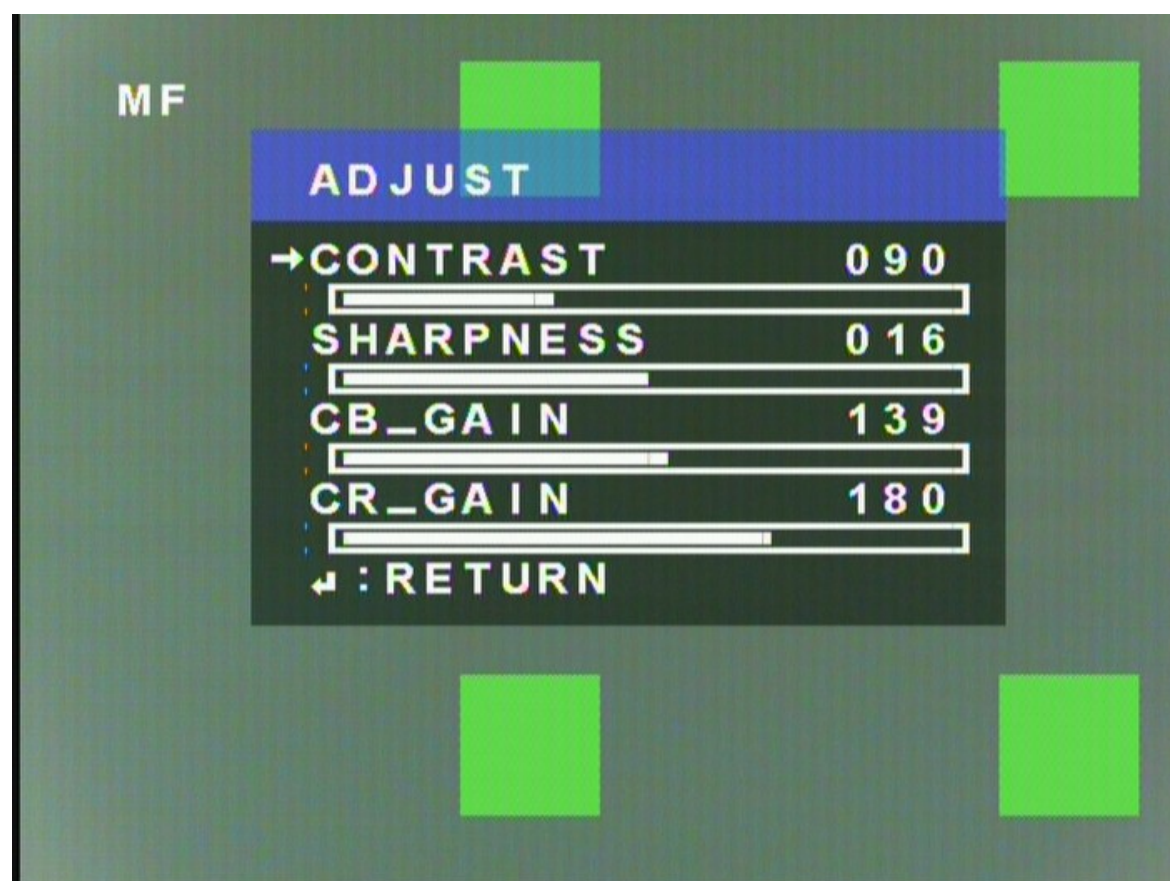 MF
ADJUST
→CONTRAST 090
SHARPNESS 016
CB_GAIN 139
CR_GAIN 180
↵:RETURN